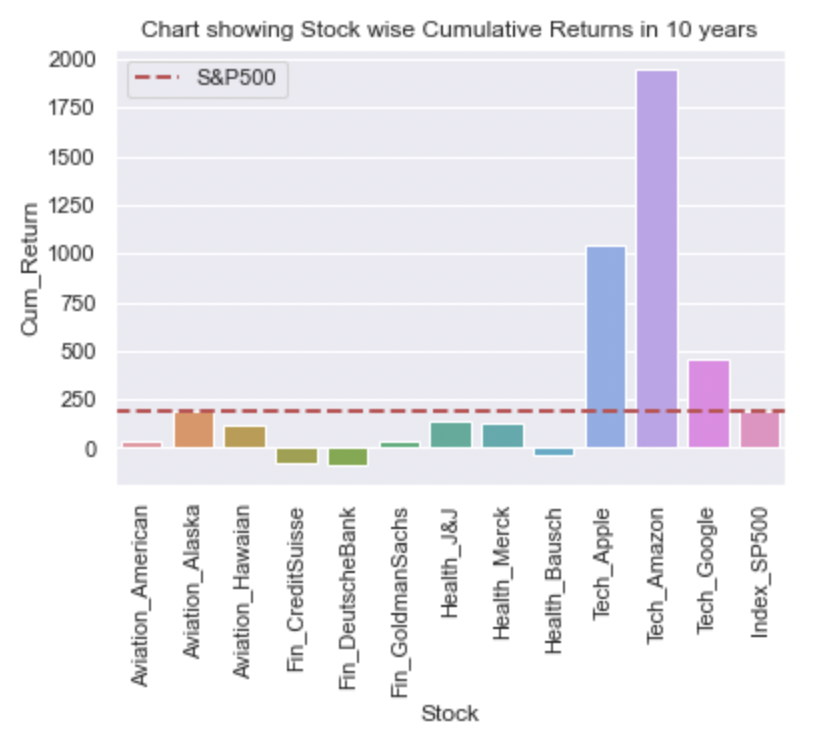 Chart showing Stock wise Cumulative Returns in 10 years
S&P500
Cum_Return
2000
1750
1500
1250
1000
750
500
250
0
Aviation_American
Aviation_Alaska
Aviation_Hawaian
Fin_CreditSuisse
Fin_DeutscheBank
Fin_GoldmanSachs
Health_J&J
Health_Merck
Health_Bausch
Tech_Apple
Tech_Amazon
Tech_Google
Index_SP500
Stock